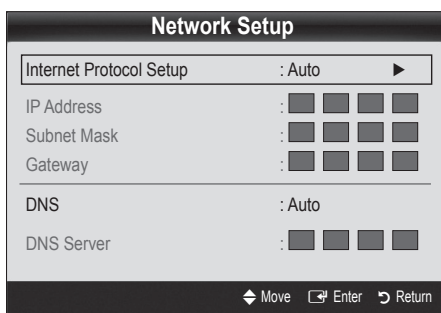 Network Setup
Internet Protocol Setup : Auto ▶
IP Address :
Subnet Mask :
Gateway :
DNS : Auto
DNS Server :
Move Enter Return